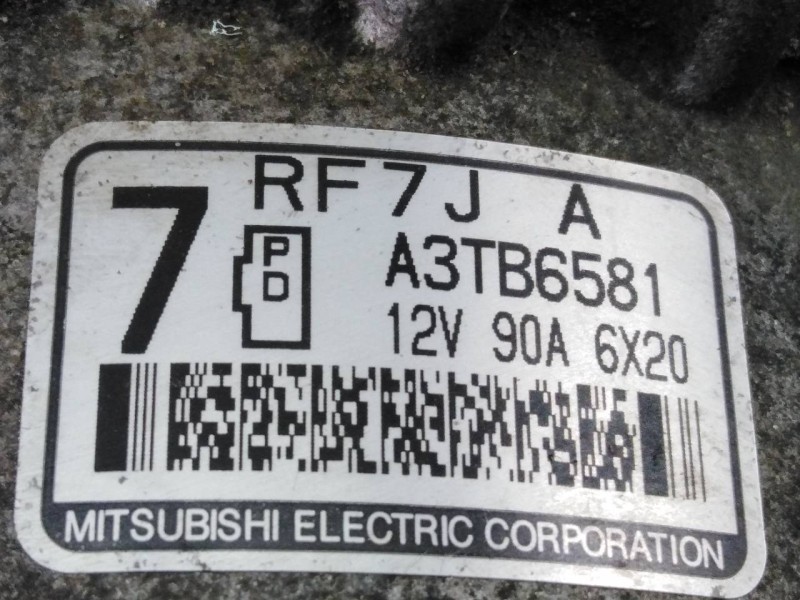 RF7J A
7
P
D
A3TB6581
12V 90A 6X20
MITSUBISHI ELECTRIC CORPORATION